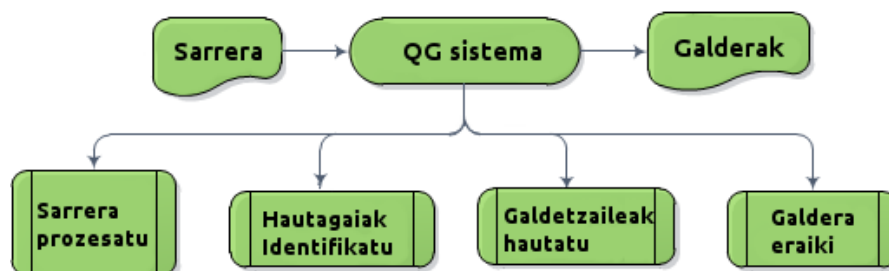 Sarrera
QG sistema
Galderak
Sarrera
prozesatu
Hautagaiak
Identifikatu
Galdetzaileak
hautatu
Galdera
eraiki